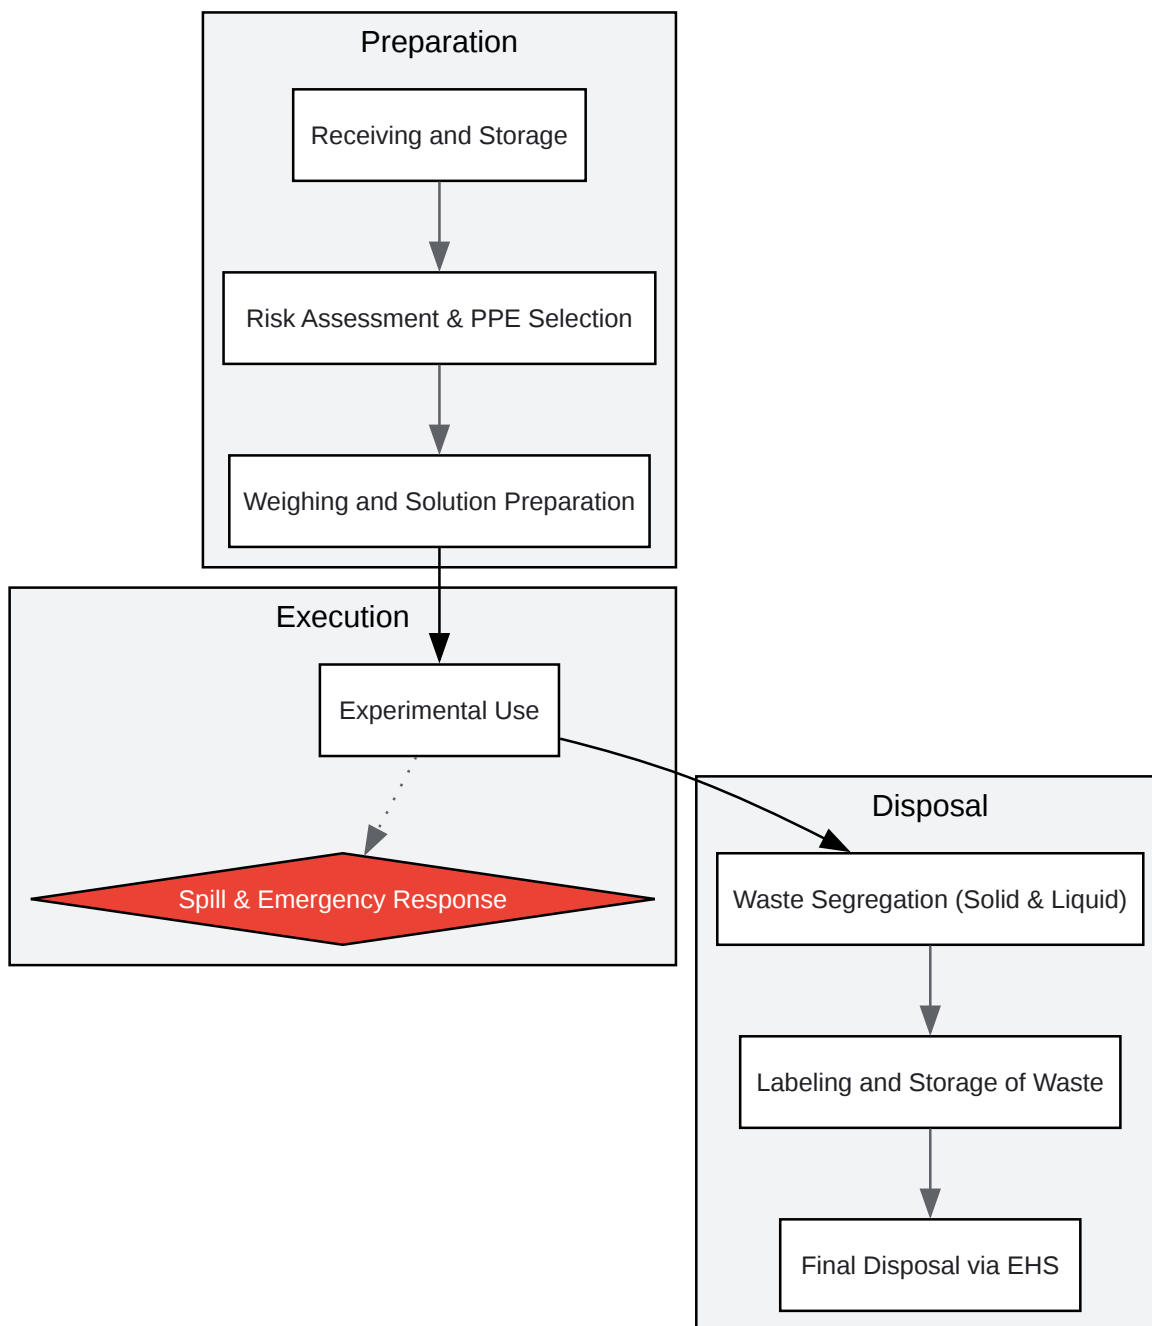 Preparation
Receiving and Storage
Risk Assessment & PPE Selection
Weighing and Solution Preparation
Execution
Experimental Use
Spill & Emergency Response
Disposal
Waste Segregation (Solid & Liquid)
Labeling and Storage of Waste
Final Disposal via EHS